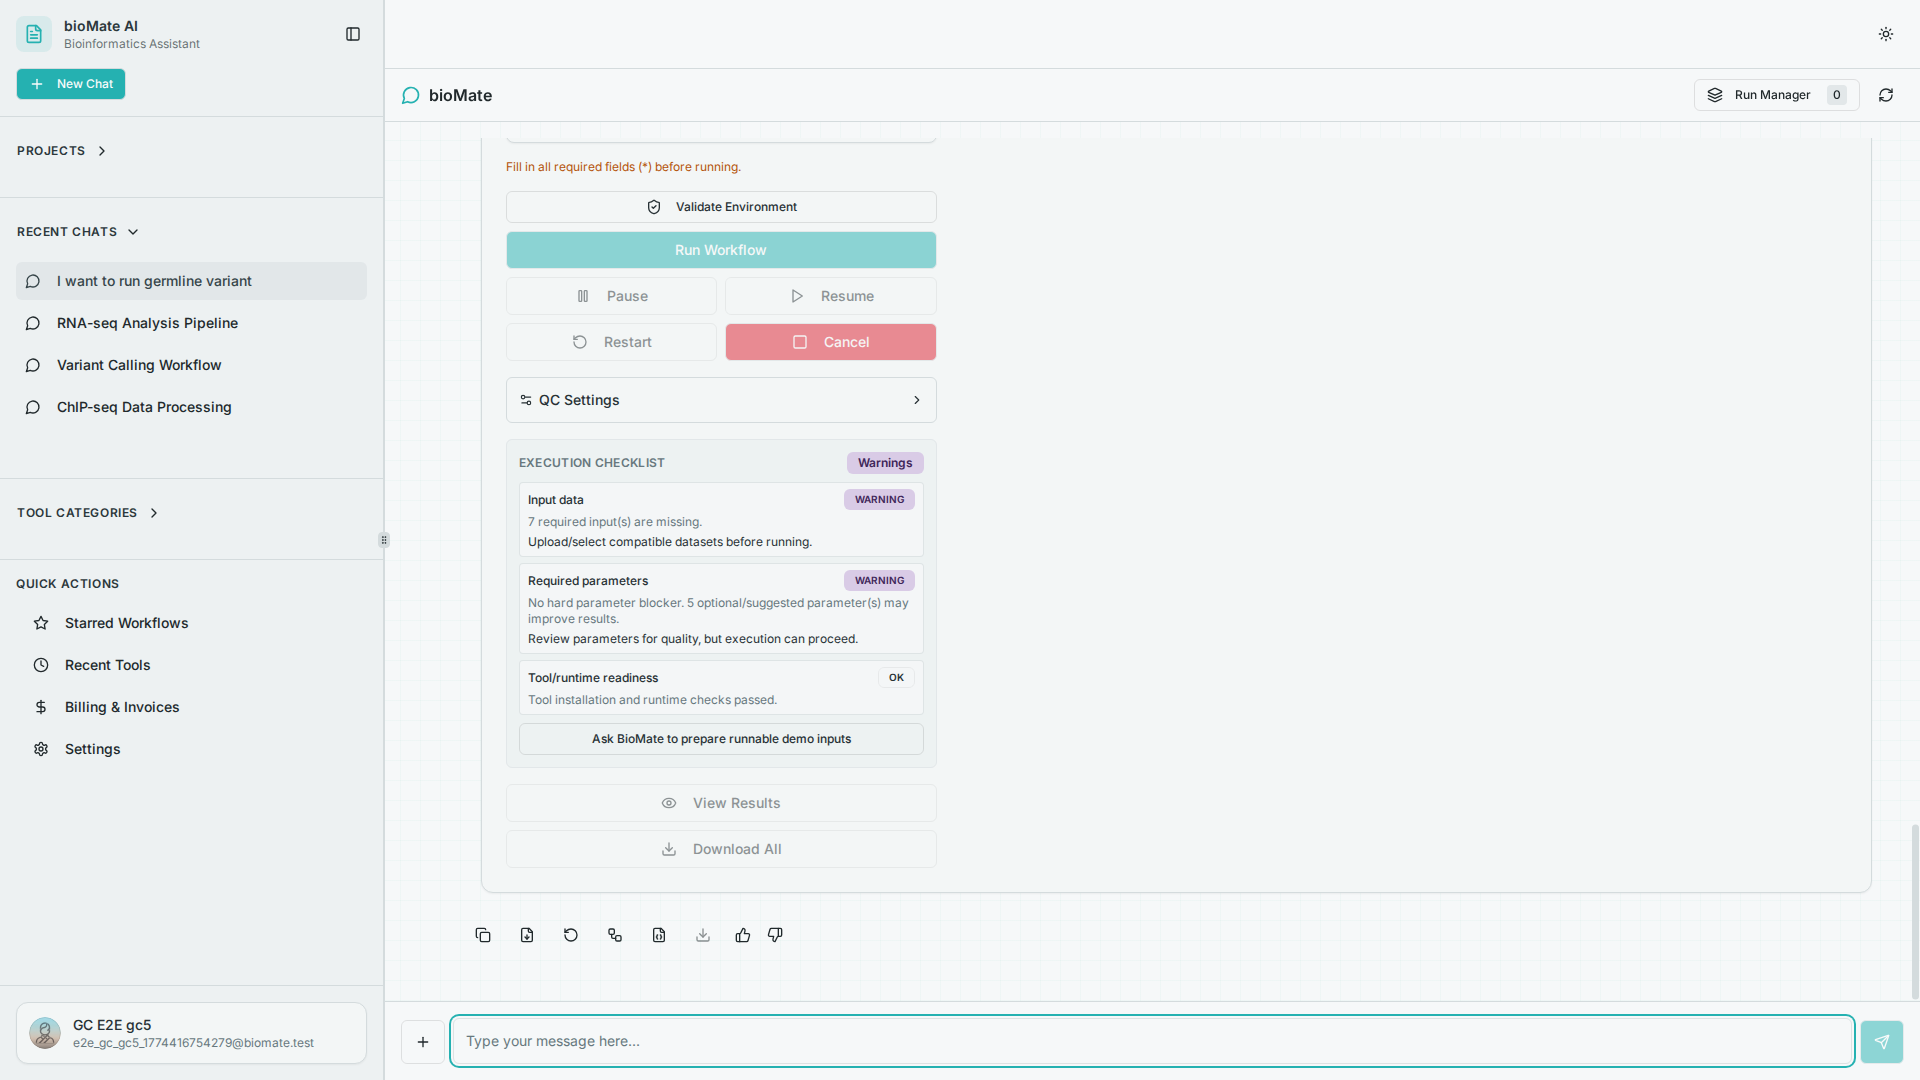 bioMate AI
Bioinformatics Assistant
New Chat
PROJECTS
RECENT CHATS
I want to run germline variant
RNA-seq Analysis Pipeline
Variant Calling Workflow
ChIP-seq Data Processing
TOOL CATEGORIES
QUICK ACTIONS
Starred Workflows
Recent Tools
Billing & Invoices
Settings
GC E2E gc5
e2e_gc_gc5_1774416754279@biomate.test
bioMate
Run Manager 0
Fill in all required fields (*) before running.
Validate Environment
Run Workflow
Pause
Resume
Restart
Cancel
QC Settings
EXECUTION CHECKLIST
Warnings
Input data
WARNING
7 required input(s) are missing.
Upload/select compatible datasets before running.
Required parameters
WARNING
No hard parameter blocker. 5 optional/suggested parameter(s) may
improve results.
Review parameters for quality, but execution can proceed.
Tool/runtime readiness
OK
Tool installation and runtime checks passed.
Ask BioMate to prepare runnable demo inputs
View Results
Download All
Type your message here...